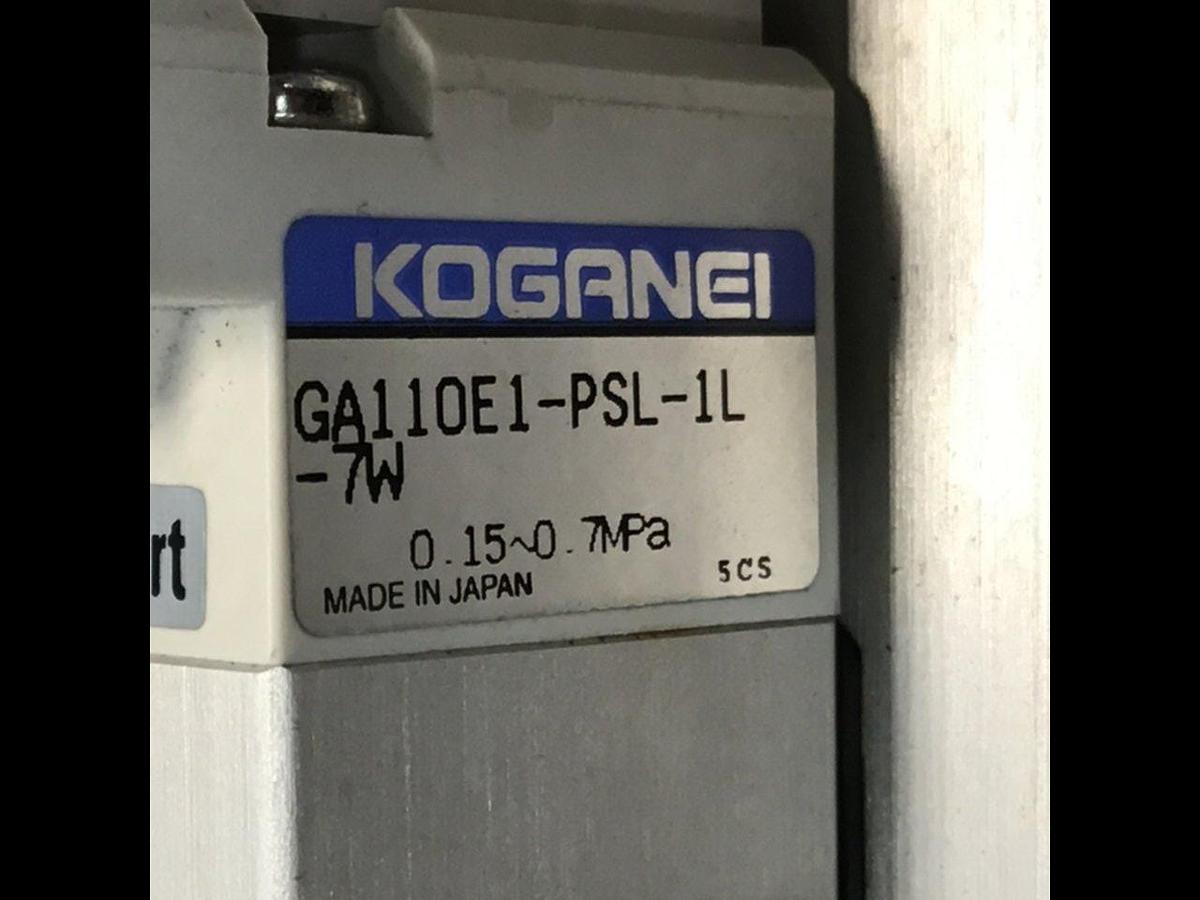 KOGANEI
GA110E1-PSL-1L
-7W
0.15~0.7MPa
MADE IN JAPAN
5CS
rt